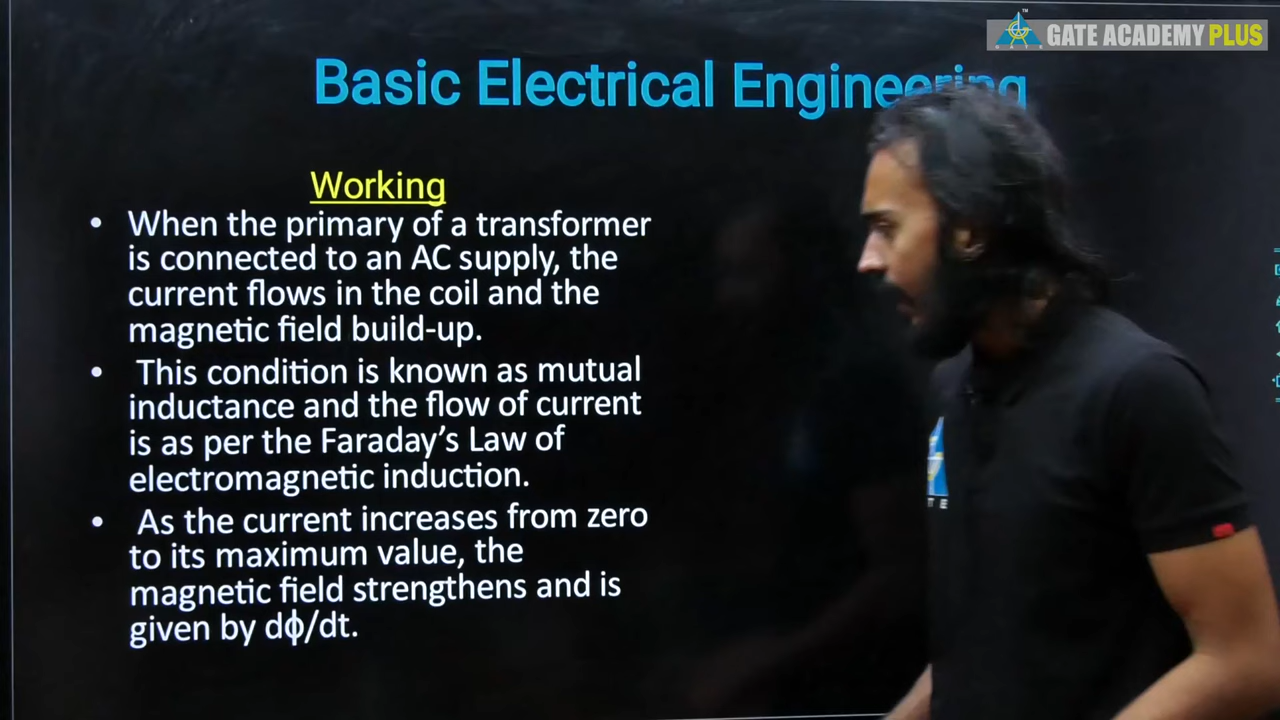 GATE ACADEMY PLUS
Basic Electrical Engineering
Working
• When the primary of a transformer
is connected to an AC supply, the
current flows in the coil and the
magnetic field build-up.
• This condition is known as mutual
inductance and the flow of current
is as per the Faraday’s Law of
electromagnetic induction.
• As the current increases from zero
to its maximum value, the
magnetic field strengthens and is
given by dϕ/dt.